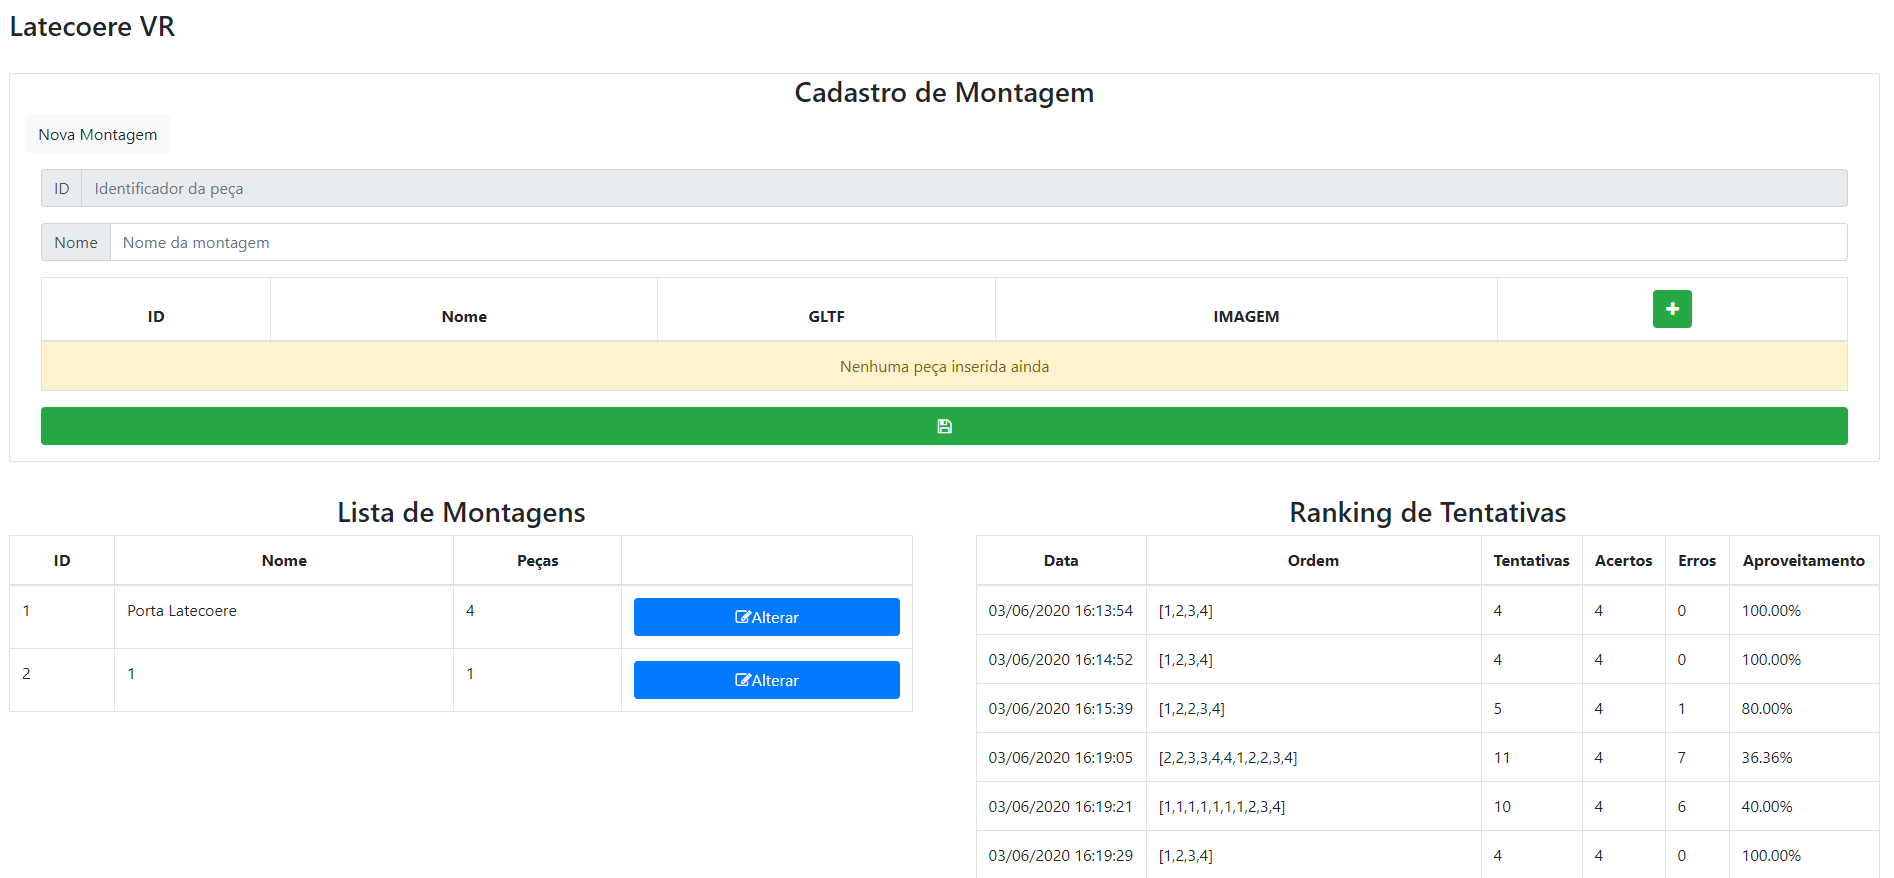 Latecoere VR
Cadastro de Montagem
Nova Montagem
ID Identificador da peça
Nome Nome da montagem
ID Nome GLTF IMAGEM
Nenhuma peça inserida ainda
Lista de Montagens
ID Nome Peças
1 Porta Latecoere 4 Alterar
2 1 1 Alterar
Ranking de Tentativas
Data Ordem Tentativas Acertos Erros Aproveitamento
03/06/2020 16:13:54 [1,2,3,4] 4 4 0 100.00%
03/06/2020 16:14:52 [1,2,3,4] 4 4 0 100.00%
03/06/2020 16:15:39 [1,2,2,3,4] 5 4 1 80.00%
03/06/2020 16:19:05 [2,2,3,3,4,4,1,2,2,3,4] 11 4 7 36.36%
03/06/2020 16:19:21 [1,1,1,1,1,1,1,2,3,4] 10 4 6 40.00%
03/06/2020 16:19:29 [1,2,3,4] 4 4 0 100.00%